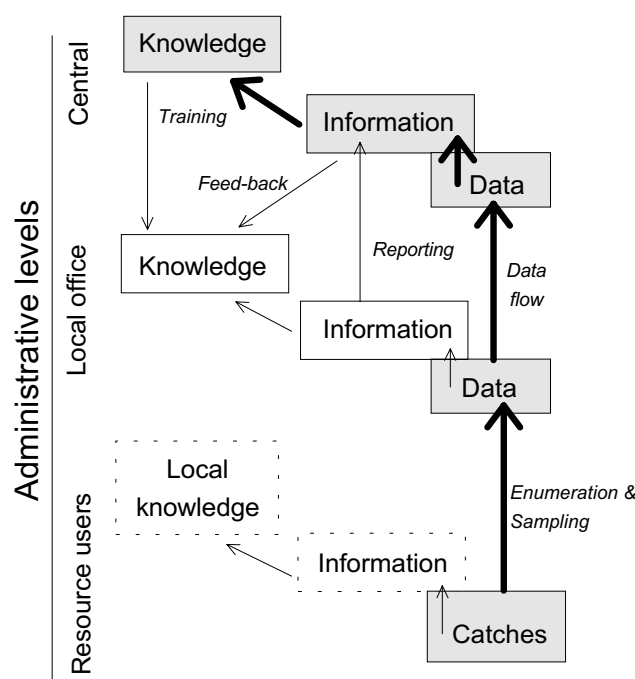 Administrative levels
Central
Knowledge
Training
Information
Data
Feed-back
Local office
Knowledge
Reporting
Data
flow
Information
Data
Resource users
Local
knowledge
Enumeration &
Sampling
Information
Catches